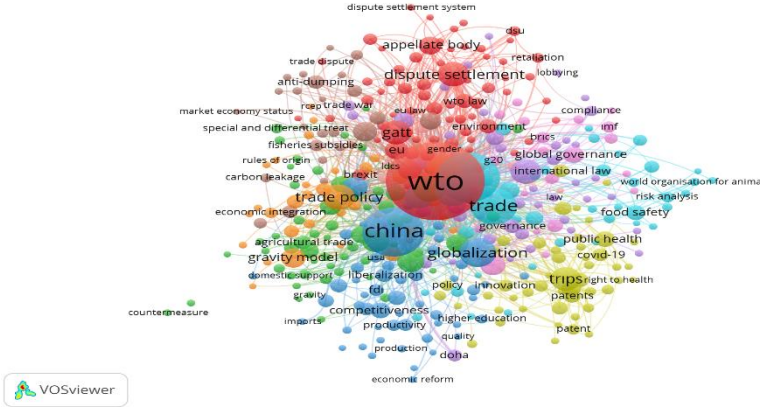 dispute settlement system
dsu
appellate body
retaliation
trade dispute
dispute settlement
lobbying
anti-dumping
rcep
trade war
wto law
market economy status
eu law
compliance
special and differential treat
gatt
environment
imf
brics
fisheries subsidies
eu
gender
g20
global governance
rules of origin
ldcs
international law
carbon leakage
brexit
wto
world organisation for anima
trade policy
law
risk analysis
economic integration
trade
food safety
china
governance
agricultural trade
public health
gravity model
usa
globalization
covid-19
domestic support
liberalization
trips
right to health
gravity
fdi
policy
innovation
patents
countermeasure
competitiveness
imports
productivity
higher education
patent
quality
production
doha
economic reform
VOSviewer